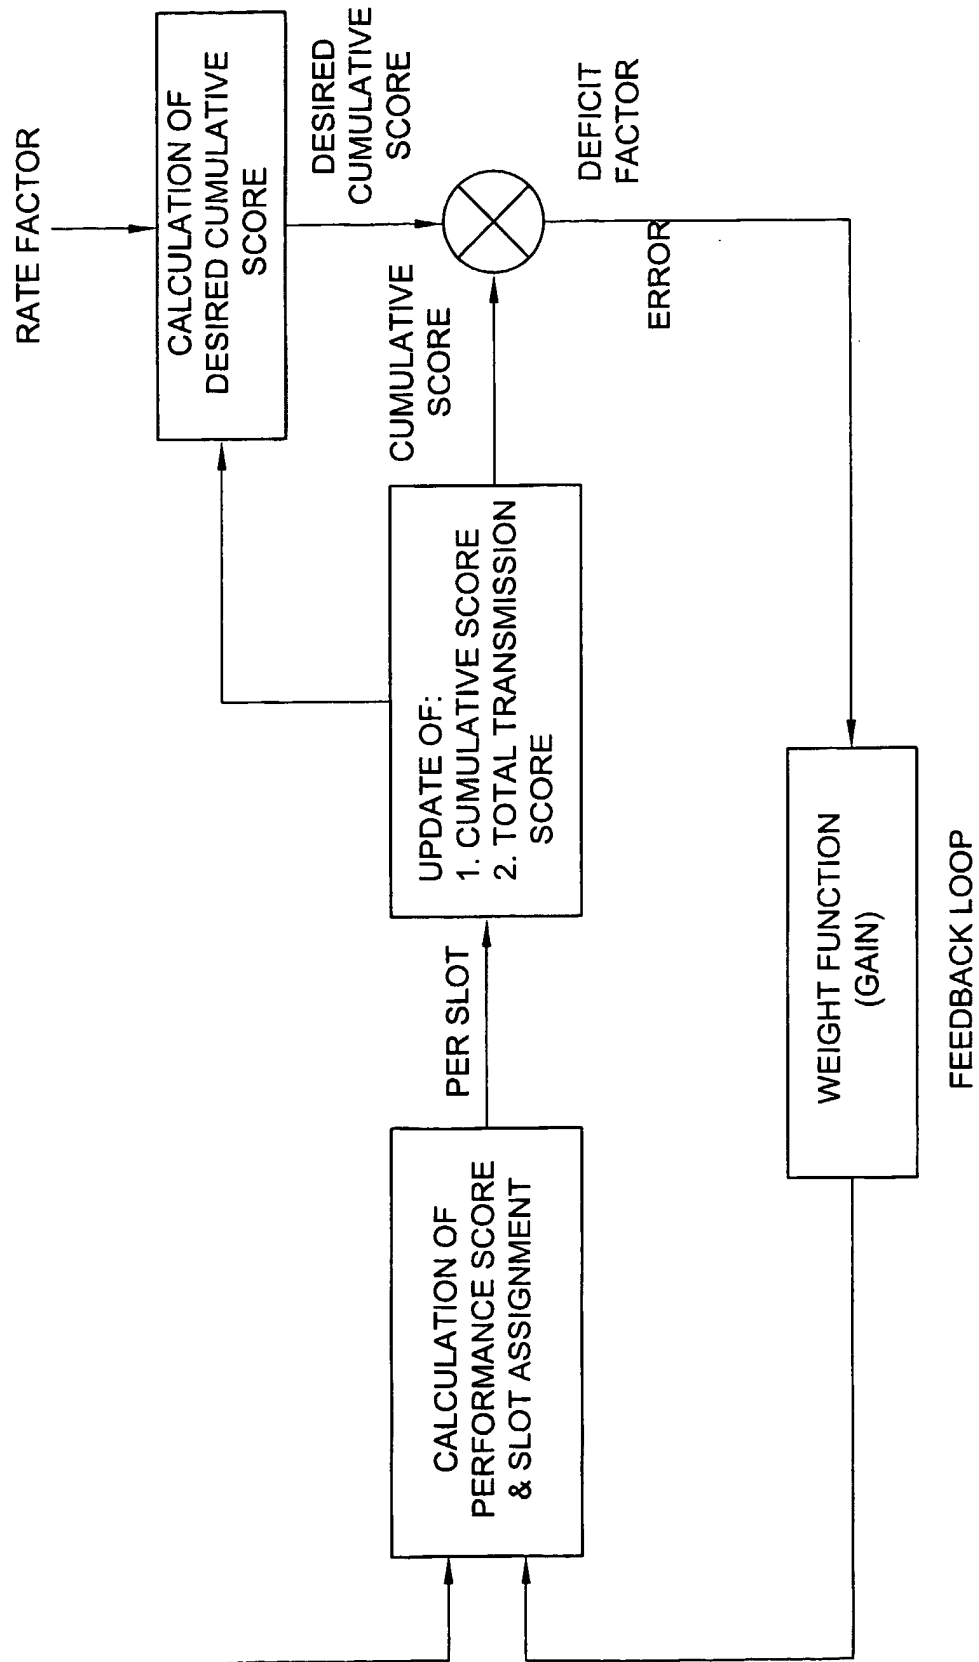 RATE FACTOR
CALCULATION OF
DESIRED CUMULATIVE
SCORE
DESIRED
CUMULATIVE
SCORE
CUMULATIVE
SCORE
DEFICIT
FACTOR
ERROR
UPDATE OF:
1. CUMULATIVE SCORE
2. TOTAL TRANSMISSION
SCORE
PER SLOT
CALCULATION OF
PERFORMANCE SCORE
& SLOT ASSIGNMENT
WEIGHT FUNCTION
(GAIN)
FEEDBACK LOOP